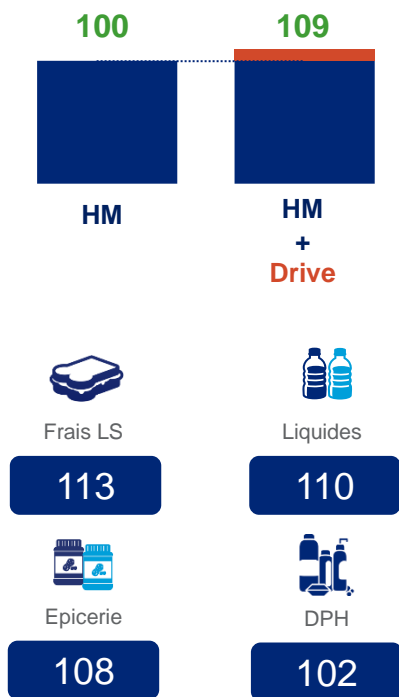 100 109
HM HM
+
Drive
Frais LS Liquides
113 110
Epicerie DPH
108 102